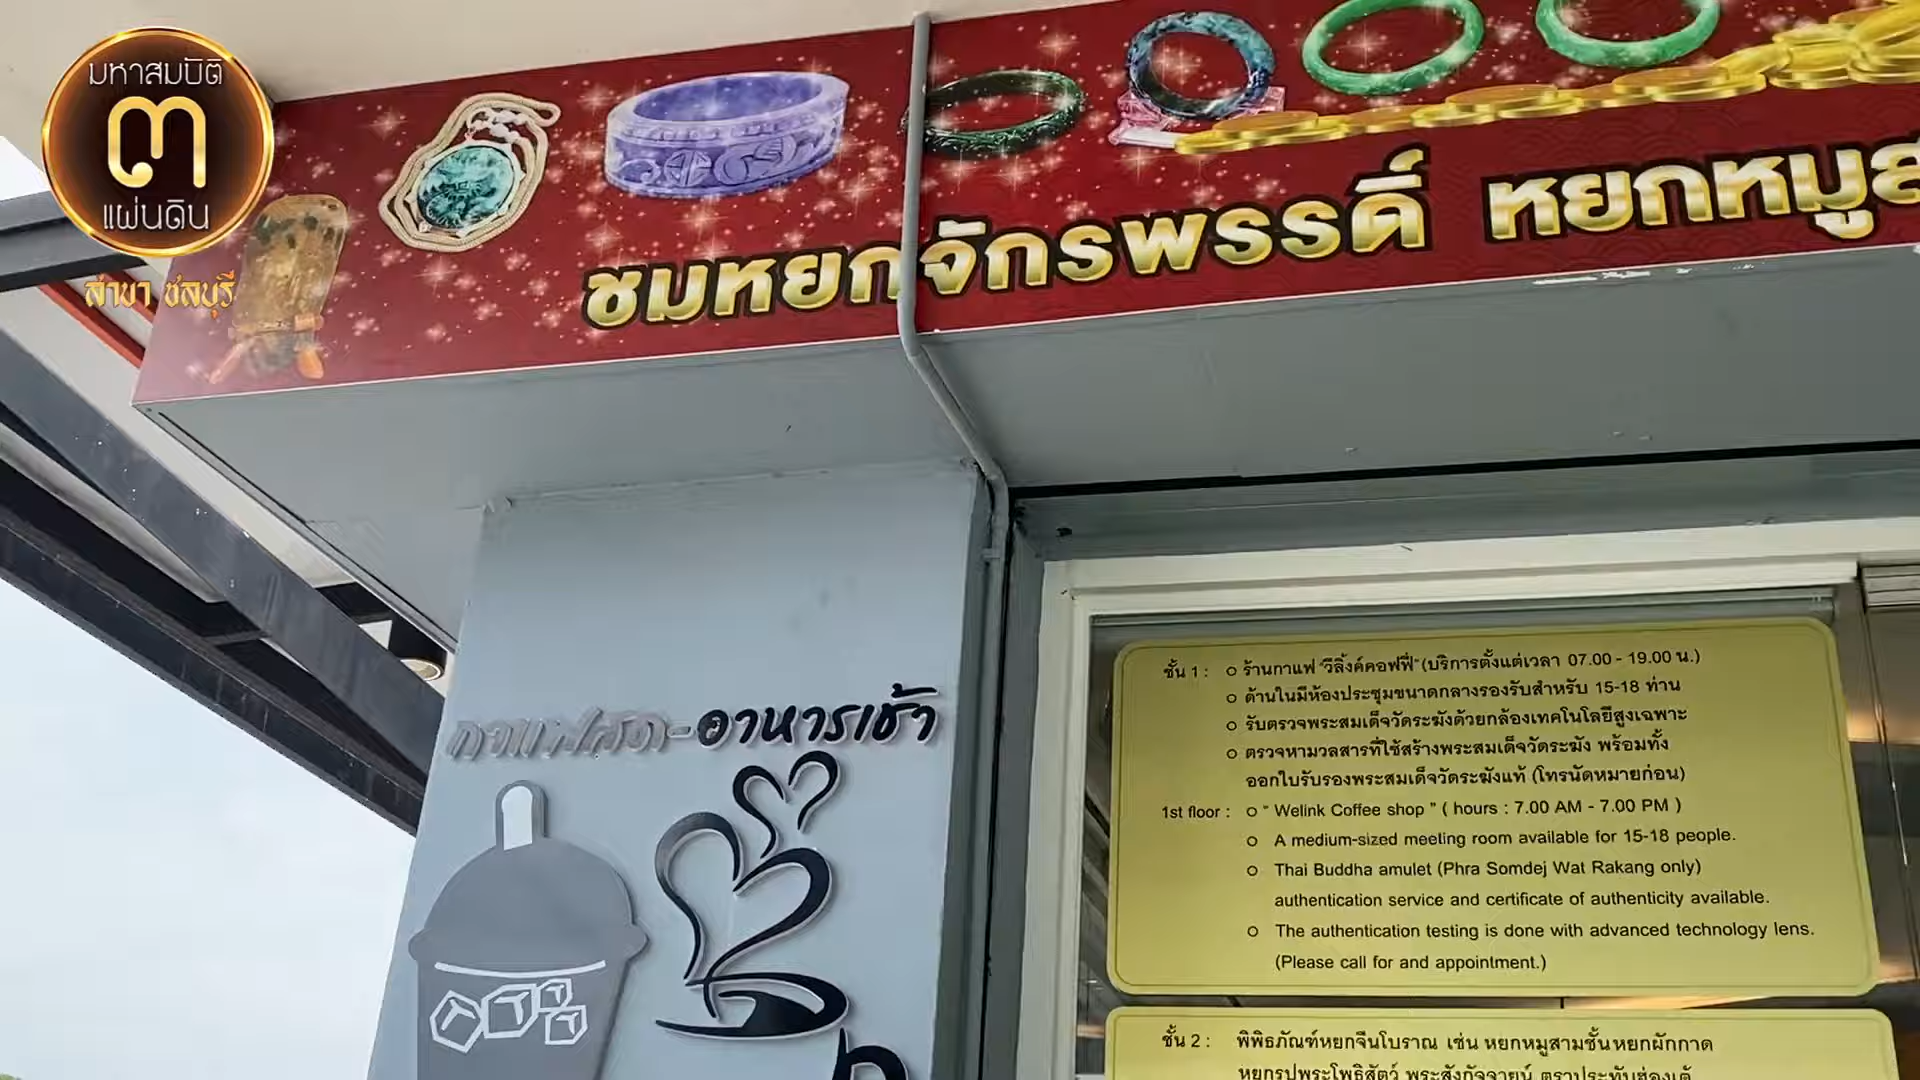 มหาสมบัติ
๓
แผ่นดิน
สาขา ชลบุรี
ชมหยกจักรพรรดิ์ หยกหมูส
กาแฟสด-อาหารเช้า
ชั้น 1 : ร้านกาแฟ "วีลิ้งค์คอฟฟี่" (บริการตั้งแต่เวลา 07.00 - 19.00 น.)
ด้านในมีห้องประชุมขนาดกลางรองรับสำหรับ 15-18 ท่าน
รับตรวจพระสมเด็จวัดระฆังด้วยกล้องเทคโนโลยีสูงเฉพาะ
ตรวจหามวลสารที่ใช้สร้างพระสมเด็จวัดระฆัง พร้อมทั้ง
ออกใบรับรองพระสมเด็จวัดระฆังแท้ (โทรนัดหมายก่อน)
1st floor : " Welink Coffee shop " ( hours : 7.00 AM - 7.00 PM )
A medium-sized meeting room available for 15-18 people.
Thai Buddha amulet (Phra Somdej Wat Rakang only)
authentication service and certificate of authenticity available.
The authentication testing is done with advanced technology lens.
(Please call for and appointment.)
ชั้น 2 : พิพิธภัณฑ์หยกจีนโบราณ เช่น หยกหมูสามชั้นหยกผักกาด
หยกรูปพระโพธิสัตว์ พระสังกัจจายน์ ตราประทับฮ่องเต้